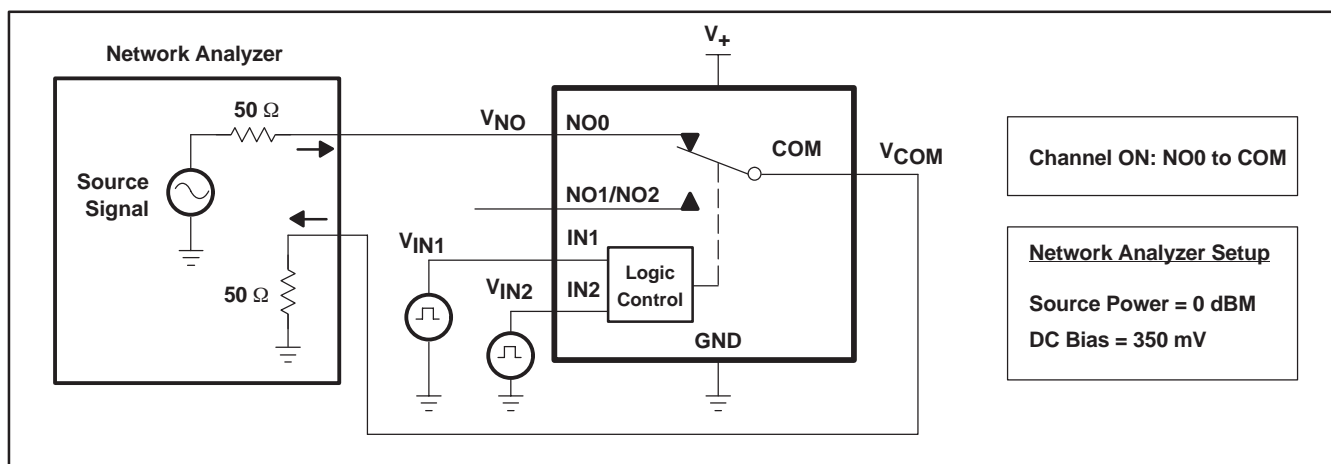 Network Analyzer
50 Ω
Source
Signal
50 Ω
V+
VNO
NO0
COM
VCOM
NO1/NO2
VIN1
IN1
VIN2
IN2
Logic
Control
GND
Channel ON: NO0 to COM
Network Analyzer Setup
Source Power = 0 dBM
DC Bias = 350 mV